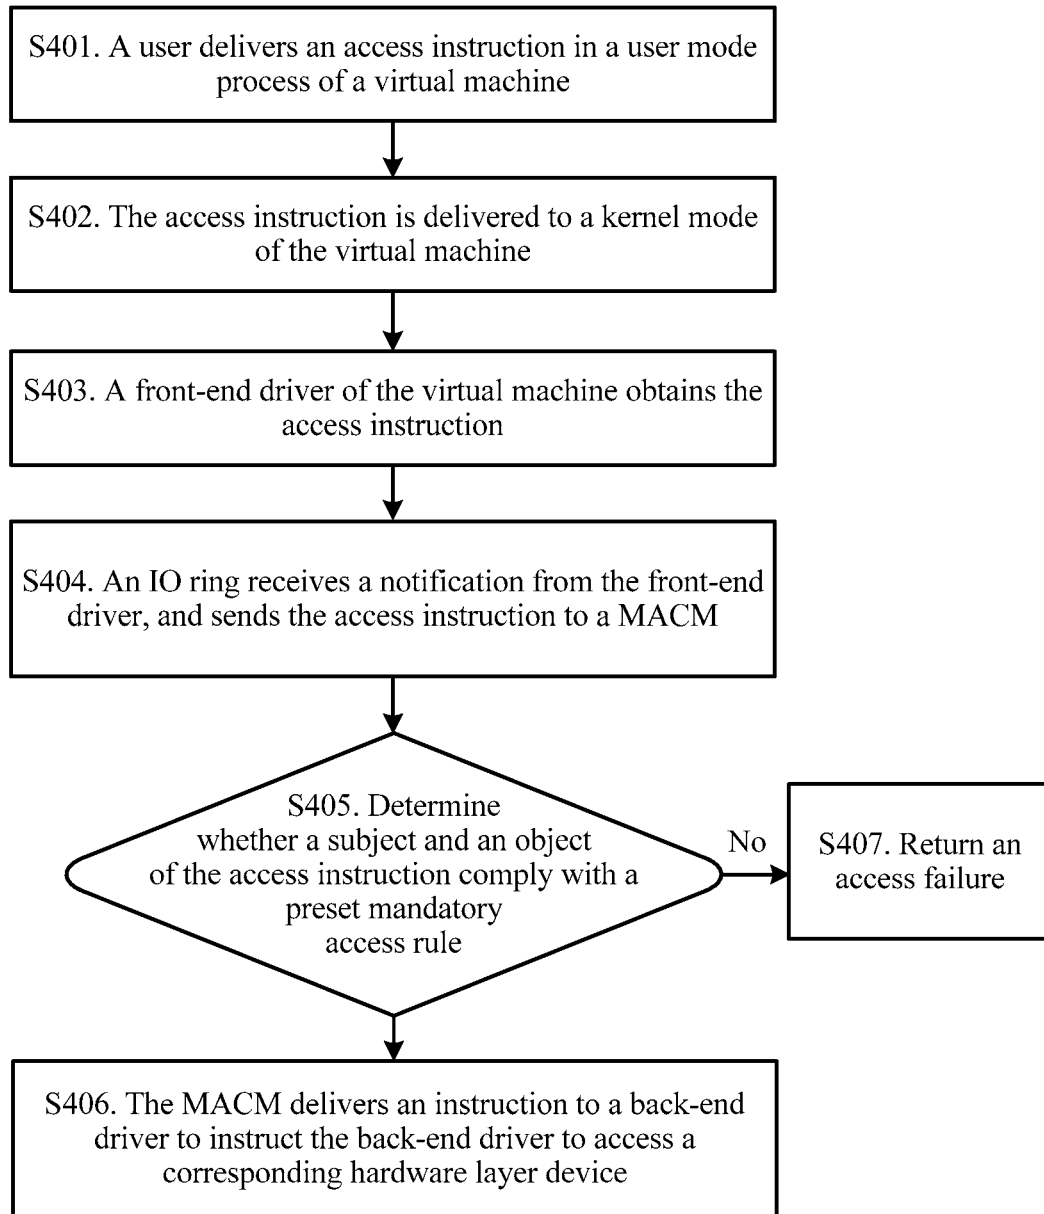 S401. A user delivers an access instruction in a user mode
process of a virtual machine
S402. The access instruction is delivered to a kernel mode
of the virtual machine
S403. A front-end driver of the virtual machine obtains the
access instruction
S404. An IO ring receives a notification from the front-end
driver, and sends the access instruction to a MACM
S405. Determine
whether a subject and an object
of the access instruction comply with a
preset mandatory
access rule
No
S407. Return an
access failure
S406. The MACM delivers an instruction to a back-end
driver to instruct the back-end driver to access a
corresponding hardware layer device